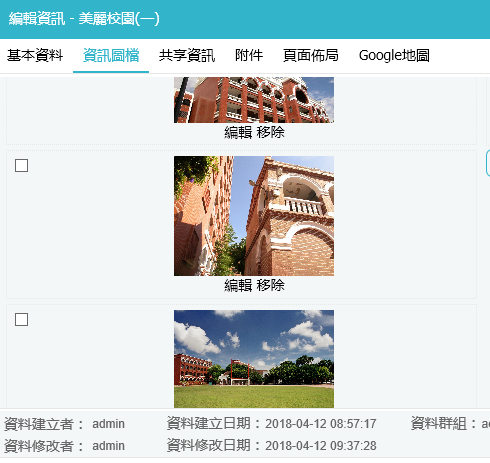 編輯資訊 - 美麗校園(一)
基本資料 資訊圖檔 共享資訊 附件 頁面佈局 Google地圖
編輯 移除
編輯 移除
資料建立者： admin 資料建立日期：2018-04-12 08:57:17 資料群組：
資料修改者： admin 資料修改日期：2018-04-12 09:37:28